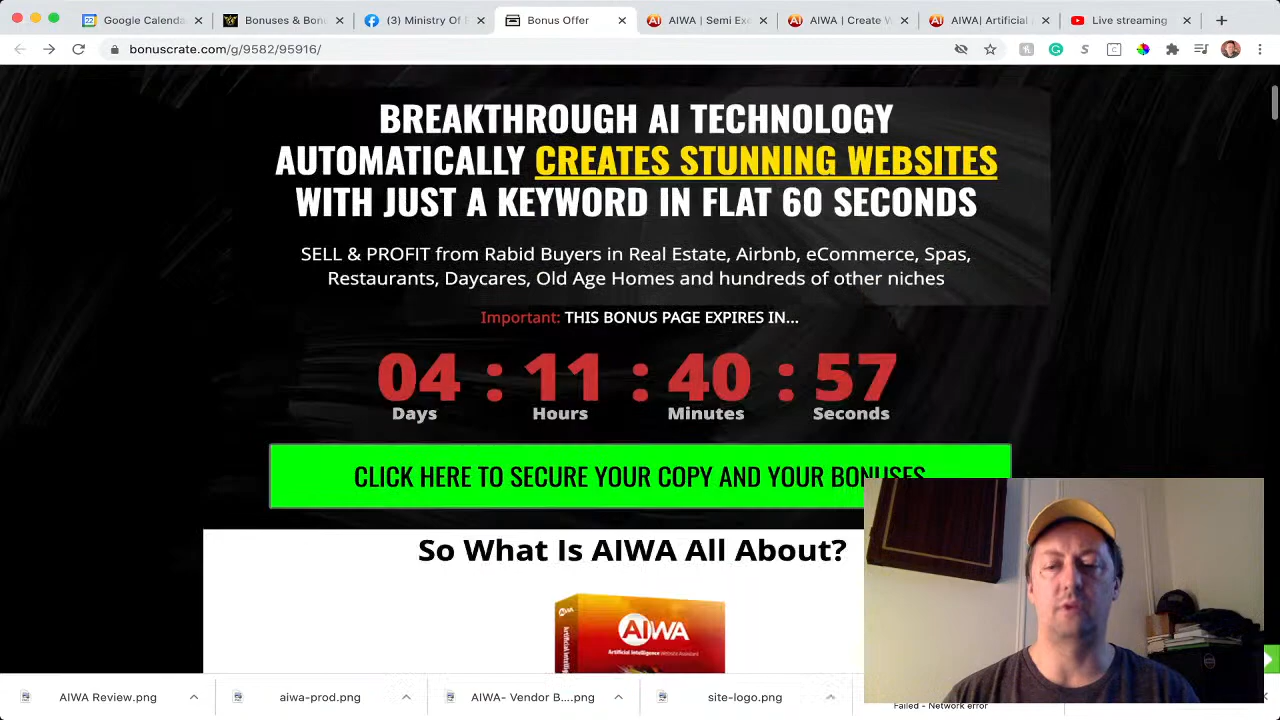 Google Calenda
Bonuses & Bonu
(3) Ministry Of
Bonus Offer
AIWA | Semi Exc
AIWA | Create W
AIWA| Artificial
Live streaming
bonuscrate.com/g/9582/95916/
BREAKTHROUGH AI TECHNOLOGY
AUTOMATICALLY CREATES STUNNING WEBSITES
WITH JUST A KEYWORD IN FLAT 60 SECONDS
SELL & PROFIT from Rabid Buyers in Real Estate, Airbnb, eCommerce, Spas,
Restaurants, Daycares, Old Age Homes and hundreds of other niches
Important: THIS BONUS PAGE EXPIRES IN...
04 : 11 : 40 : 57
Days Hours Minutes Seconds
CLICK HERE TO SECURE YOUR COPY AND YOUR BONUSES
So What Is AIWA All About?
AIWA
Artificial Intelligence Website Assistant
AIWA Review.png
aiwa-prod.png
AIWA- Vendor B....png
site-logo.png
Failed - Network error